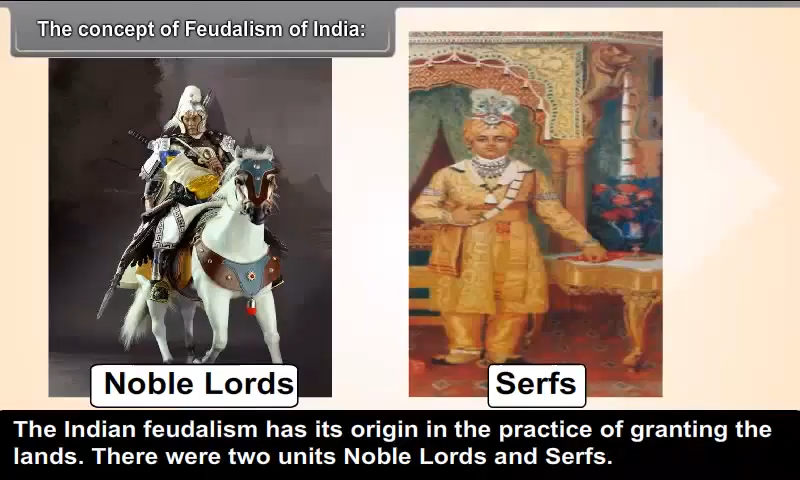 The concept of Feudalism of India:
Noble Lords
Serfs
The Indian feudalism has its origin in the practice of granting the
lands. There were two units Noble Lords and Serfs.